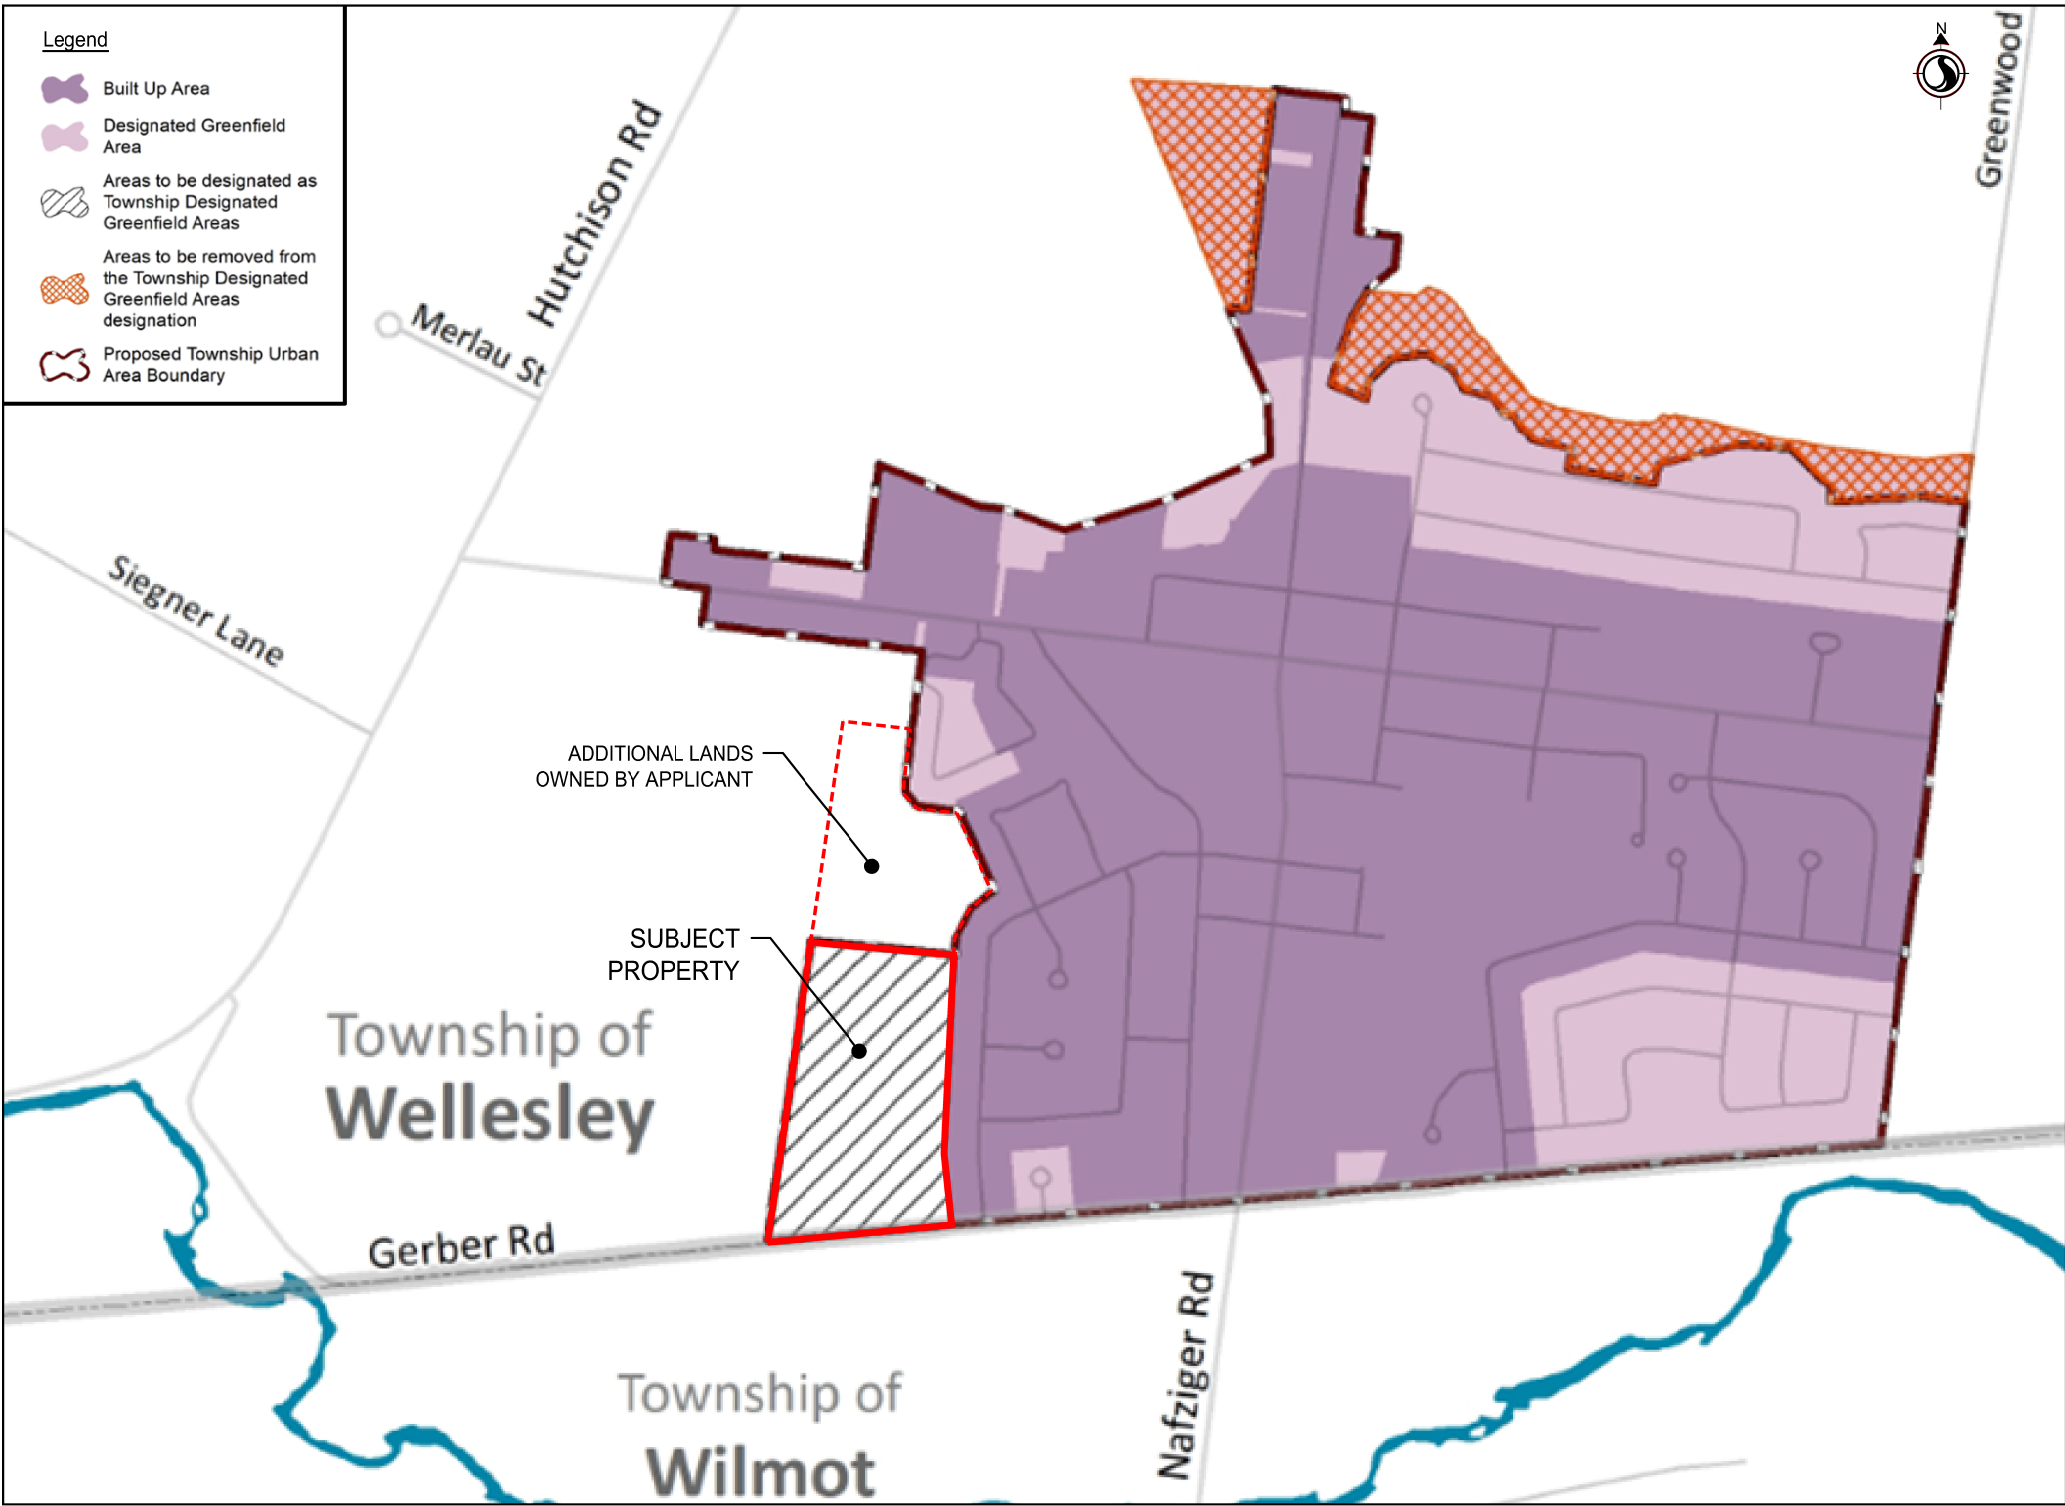 Legend
Built Up Area
Designated Greenfield
Area
Areas to be designated as
Township Designated
Greenfield Areas
Areas to be removed from
the Township Designated
Greenfield Areas
designation
Proposed Township Urban
Area Boundary
N
Greenwood
Hutchison Rd
Merlau St
Siegner Lane
ADDITIONAL LANDS
OWNED BY APPLICANT
SUBJECT
PROPERTY
Township of
Wellesley
Gerber Rd
Nafziger Rd
Township of
Wilmot